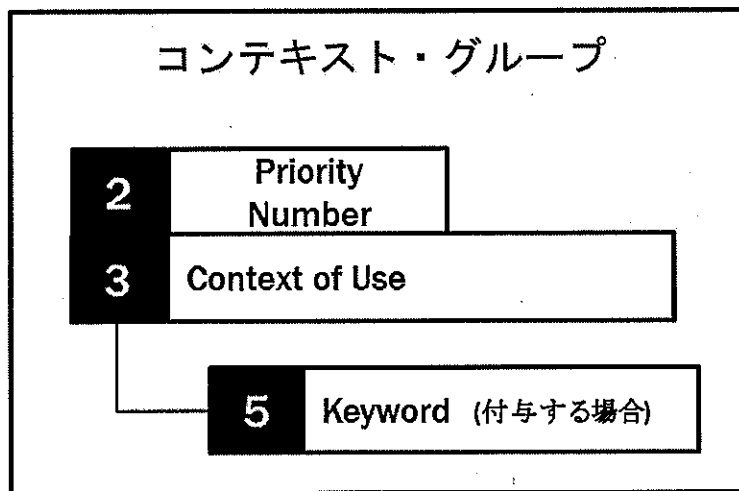 コンテキスト・グループ
2
Priority
Number
3
Context of Use
5
Keyword (付与する場合)